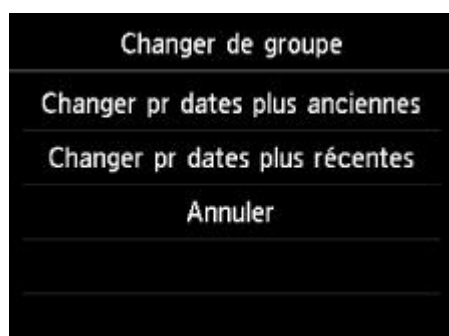 Changer de groupe
Changer pr dates plus anciennes
Changer pr dates plus récentes
Annuler